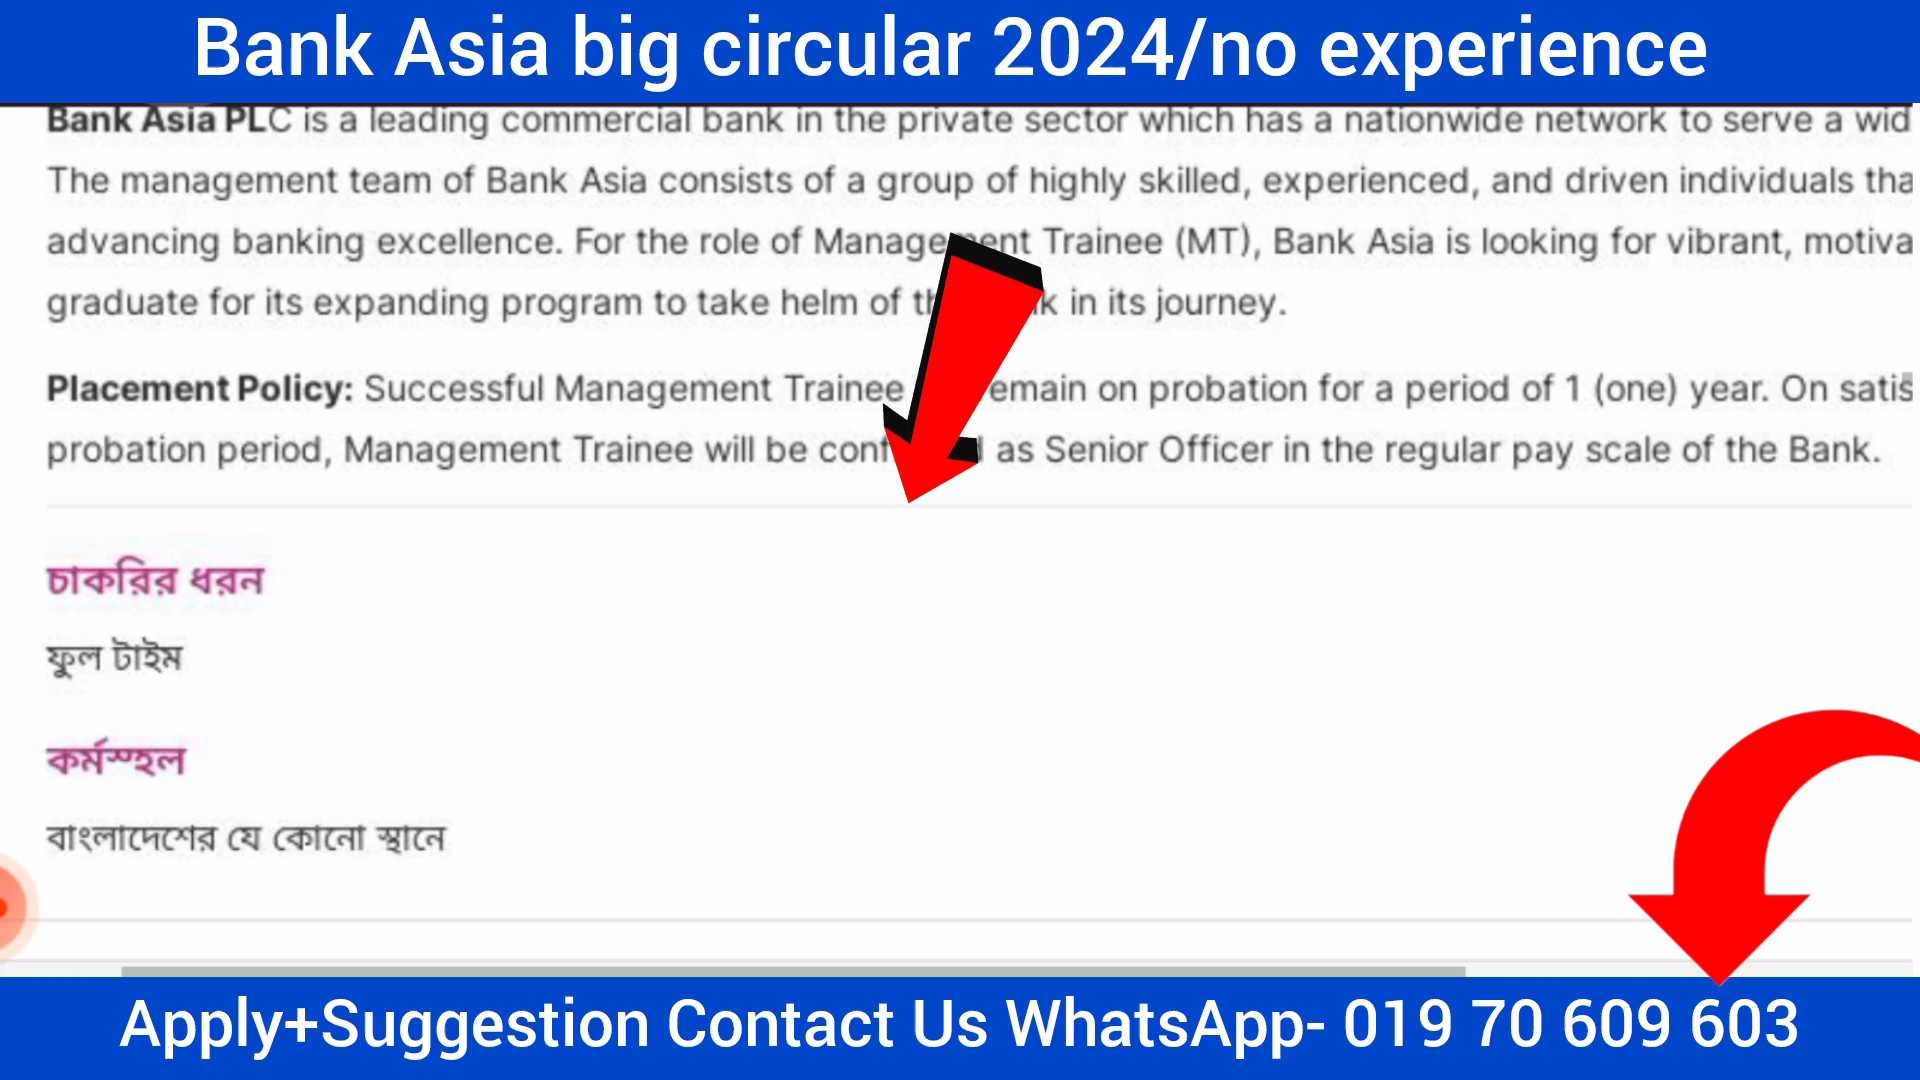 Bank Asia big circular 2024/no experience
Bank Asia PLC is a leading commercial bank in the private sector which has a nationwide network to serve a wid
The management team of Bank Asia consists of a group of highly skilled, experienced, and driven individuals tha
advancing banking excellence. For the role of Management Trainee (MT), Bank Asia is looking for vibrant, motiva
graduate for its expanding program to take helm of in its journey.
Placement Policy: Successful Management Trainee emain on probation for a period of 1 (one) year. On satis
probation period, Management Trainee will be as Senior Officer in the regular pay scale of the Bank.
চাকরির ধরন
ফুল টাইম
কর্মস্হল
বাংলাদেশের যে কোনো স্থানে
Apply+Suggestion Contact Us WhatsApp- 019 70 609 603